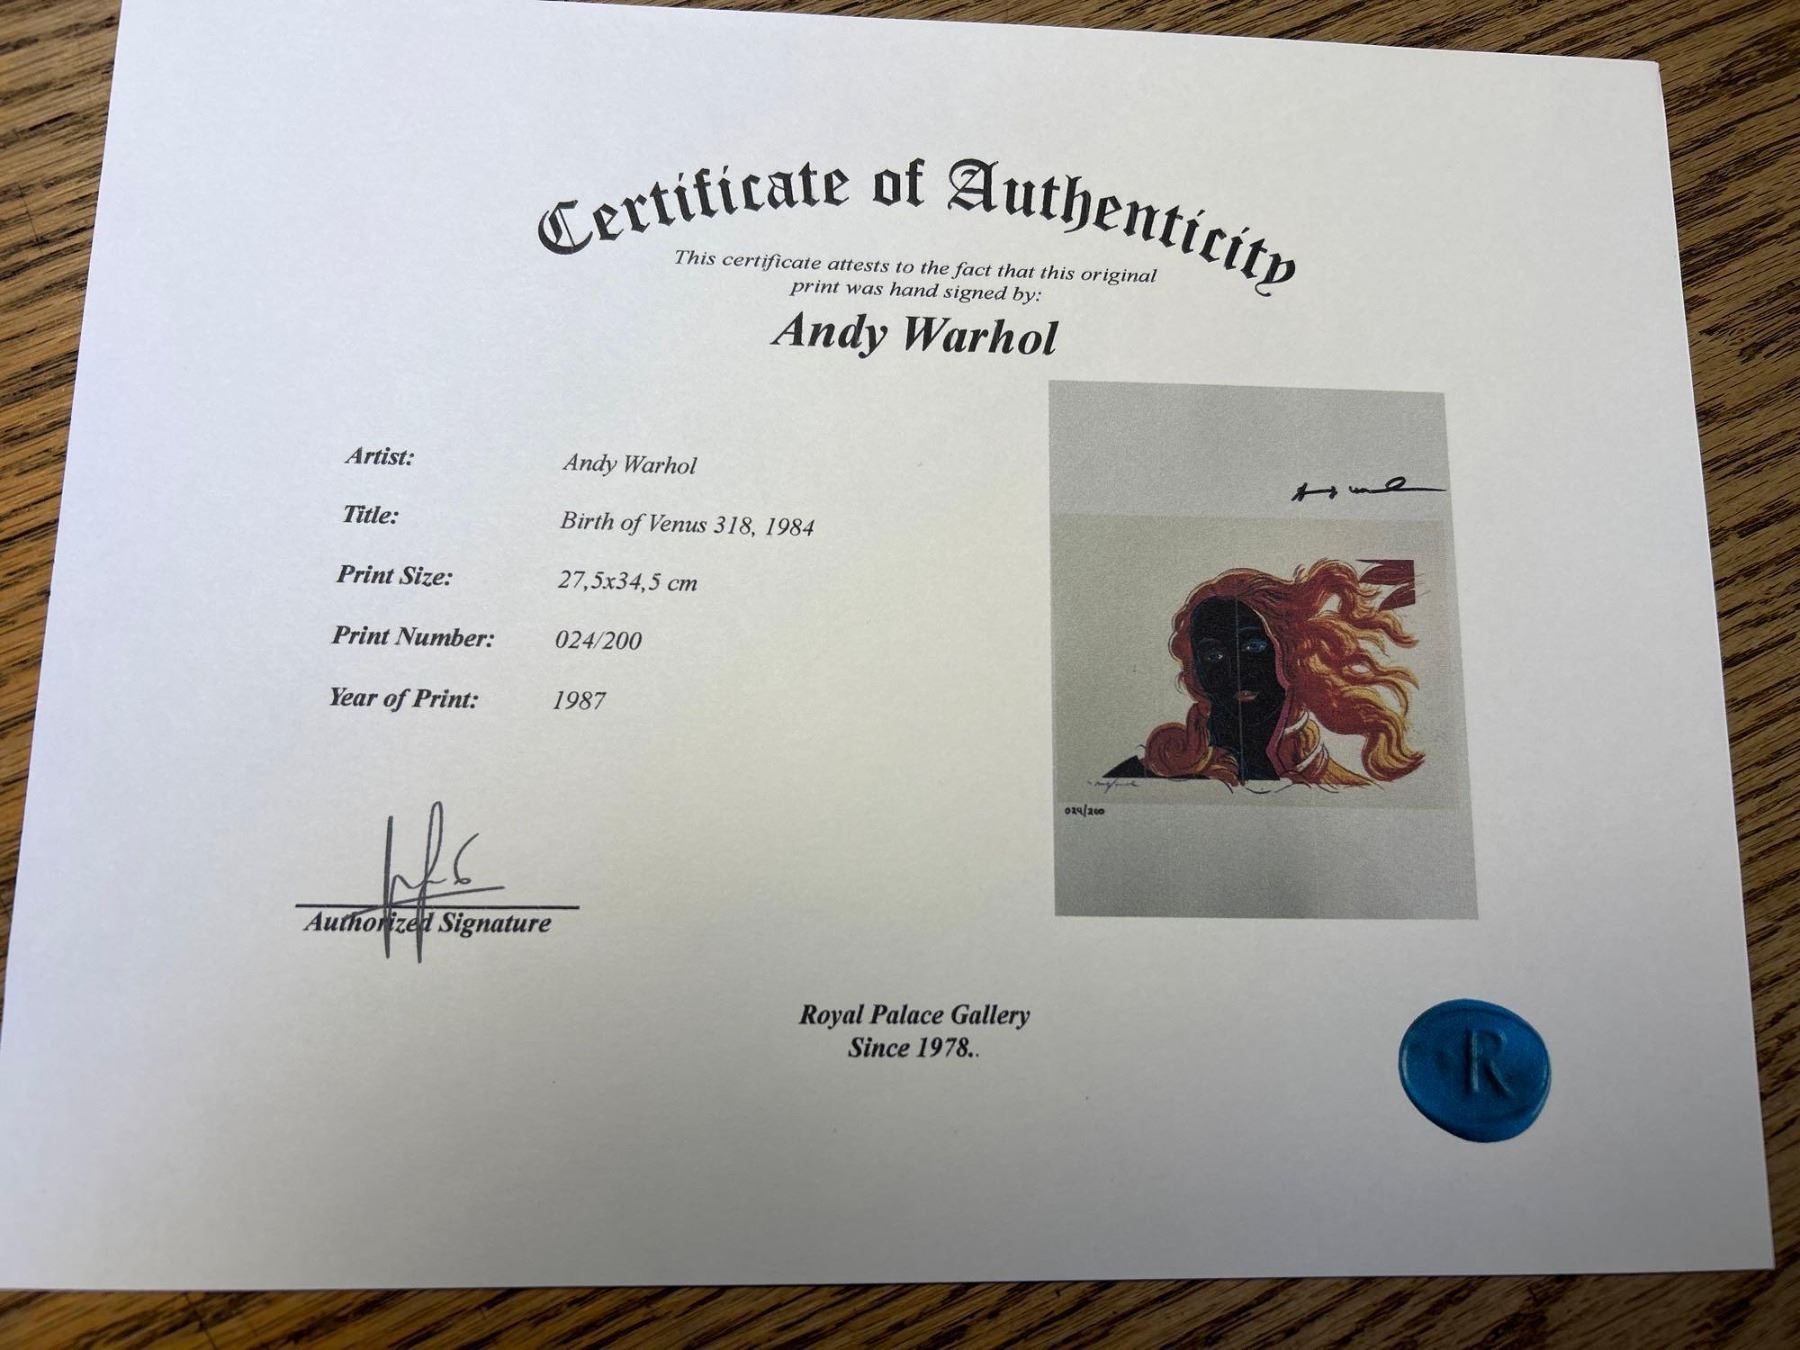 Certificate of Authenticity
This certificate attests to the fact that this original
print was hand signed by:
Andy Warhol
Artist: Andy Warhol
Title: Birth of Venus 318, 1984
Print Size: 27,5x34,5 cm
Print Number: 024/200
Year of Print: 1987
024/200
Authorized Signature
Royal Palace Gallery
Since 1978..
R